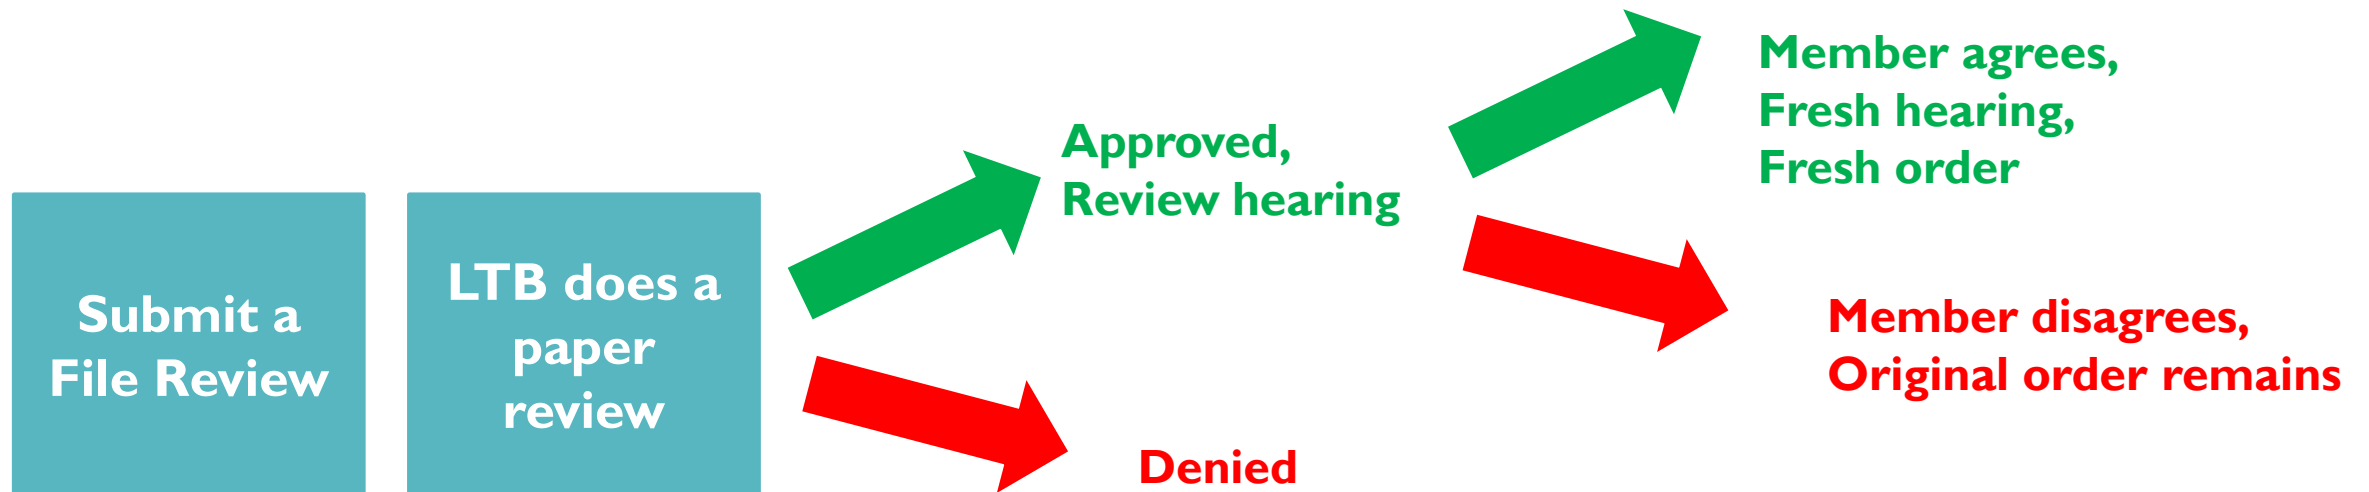 Submit a
File Review
LTB does a
paper
review
Approved,
Review hearing
Denied
Member agrees,
Fresh hearing,
Fresh order
Member disagrees,
Original order remains